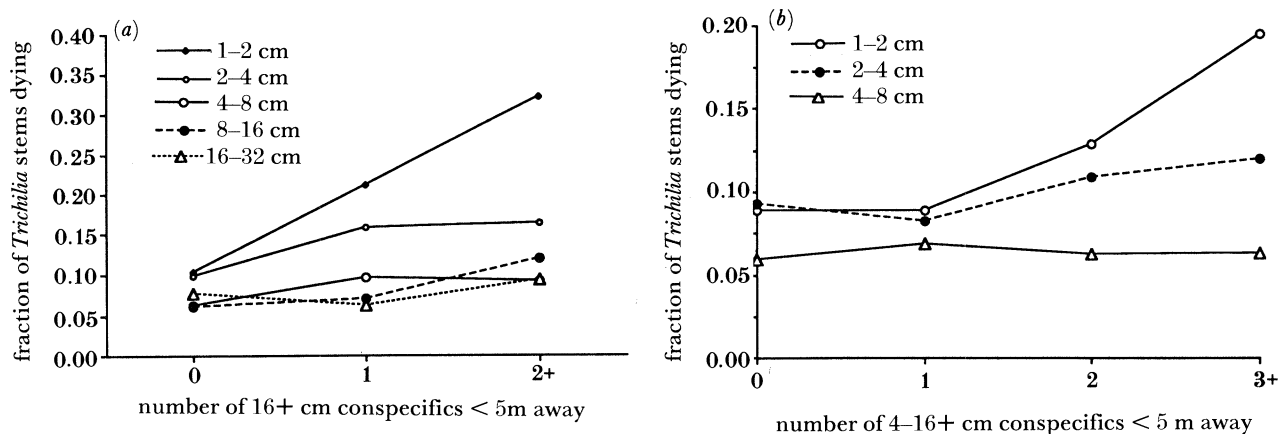 (a)
fraction of Trichilia stems dying
0.40
0.35
0.30
0.25
0.20
0.15
0.10
0.05
0.00
1–2 cm
2–4 cm
4–8 cm
8–16 cm
16–32 cm
0 1 2+
number of 16+ cm conspecifics < 5m away
(b)
fraction of Trichilia stems dying
0.20
0.15
0.10
0.05
0.00
1–2 cm
2–4 cm
4–8 cm
0 1 2 3+
number of 4–16+ cm conspecifics < 5 m away